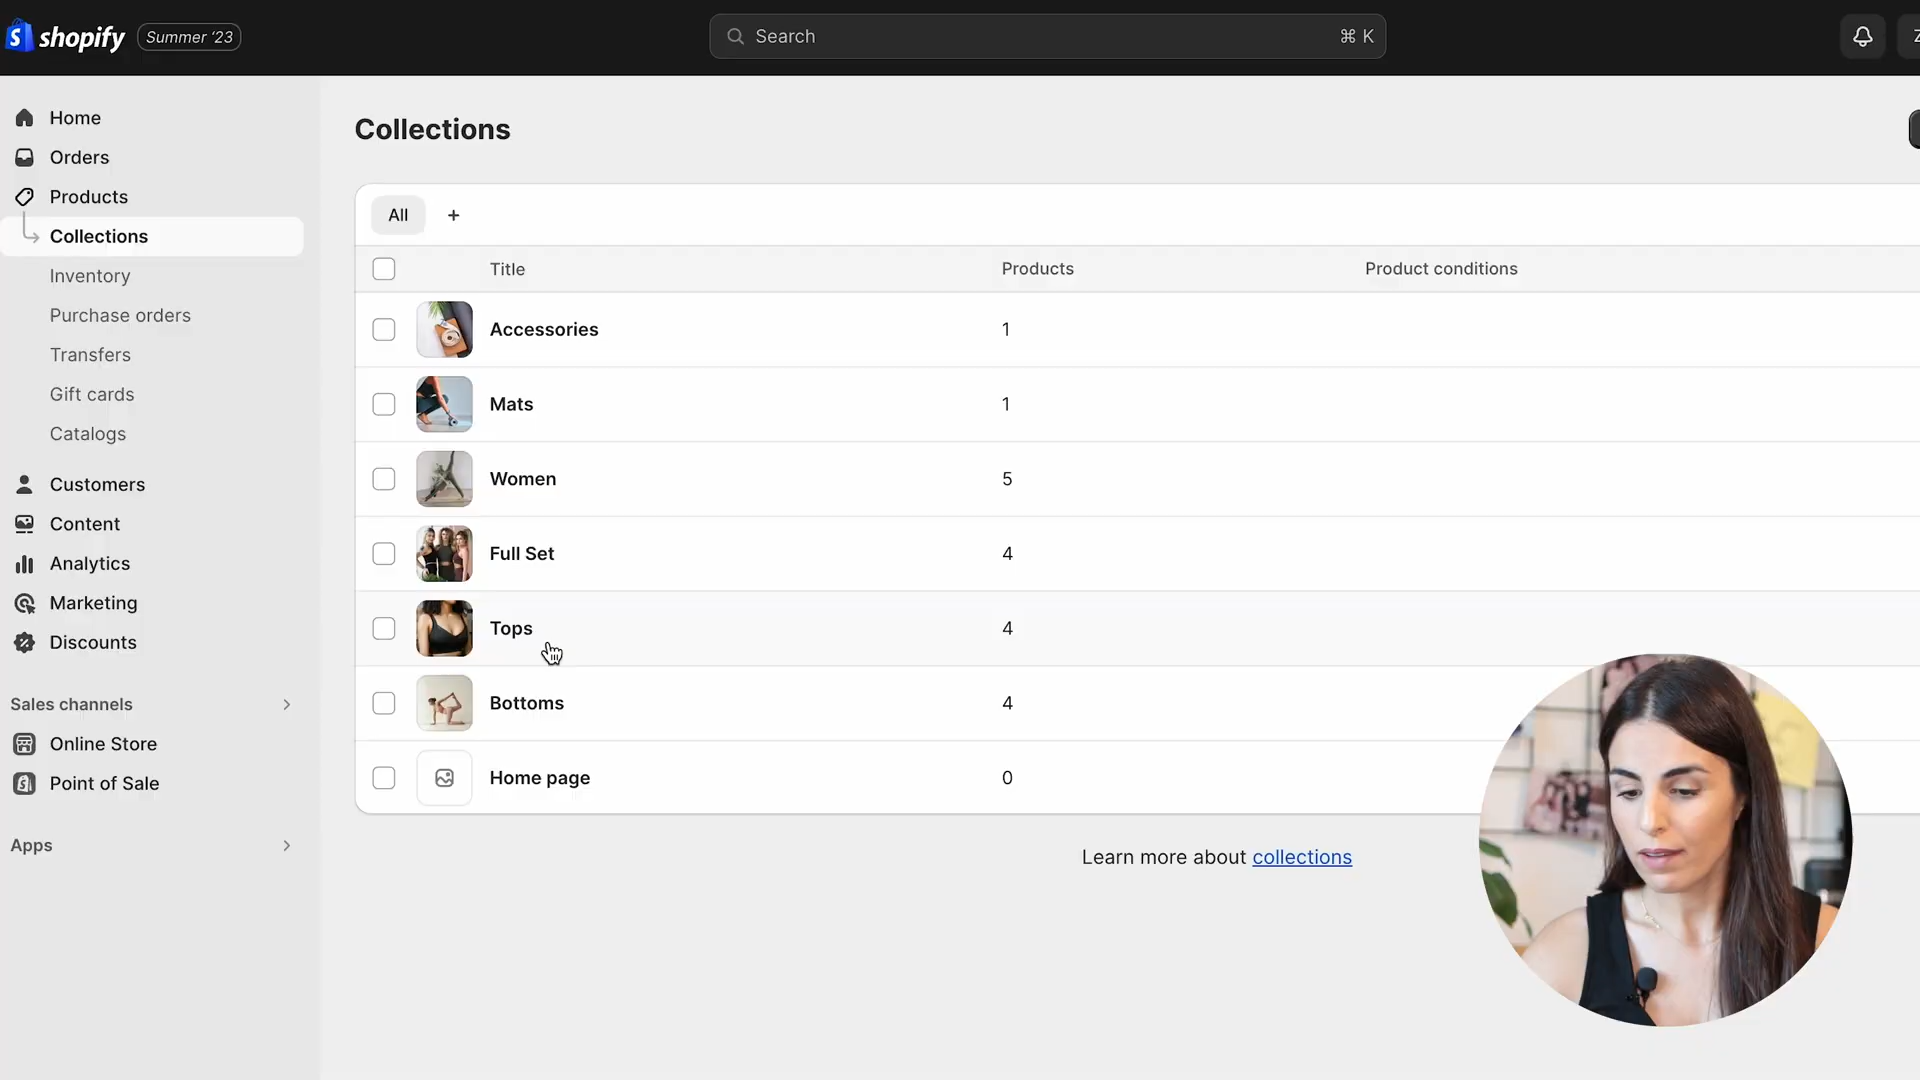 shopify
Summer '23
Search
⌘ K
Home
Orders
Products
Collections
Inventory
Purchase orders
Transfers
Gift cards
Catalogs
Customers
Content
Analytics
Marketing
Discounts
Sales channels
Online Store
Point of Sale
Apps
Collections
All +
Title Products Product conditions
Accessories 1
Mats 1
Women 5
Full Set 4
Tops 4
Bottoms 4
Home page 0
Learn more about collections